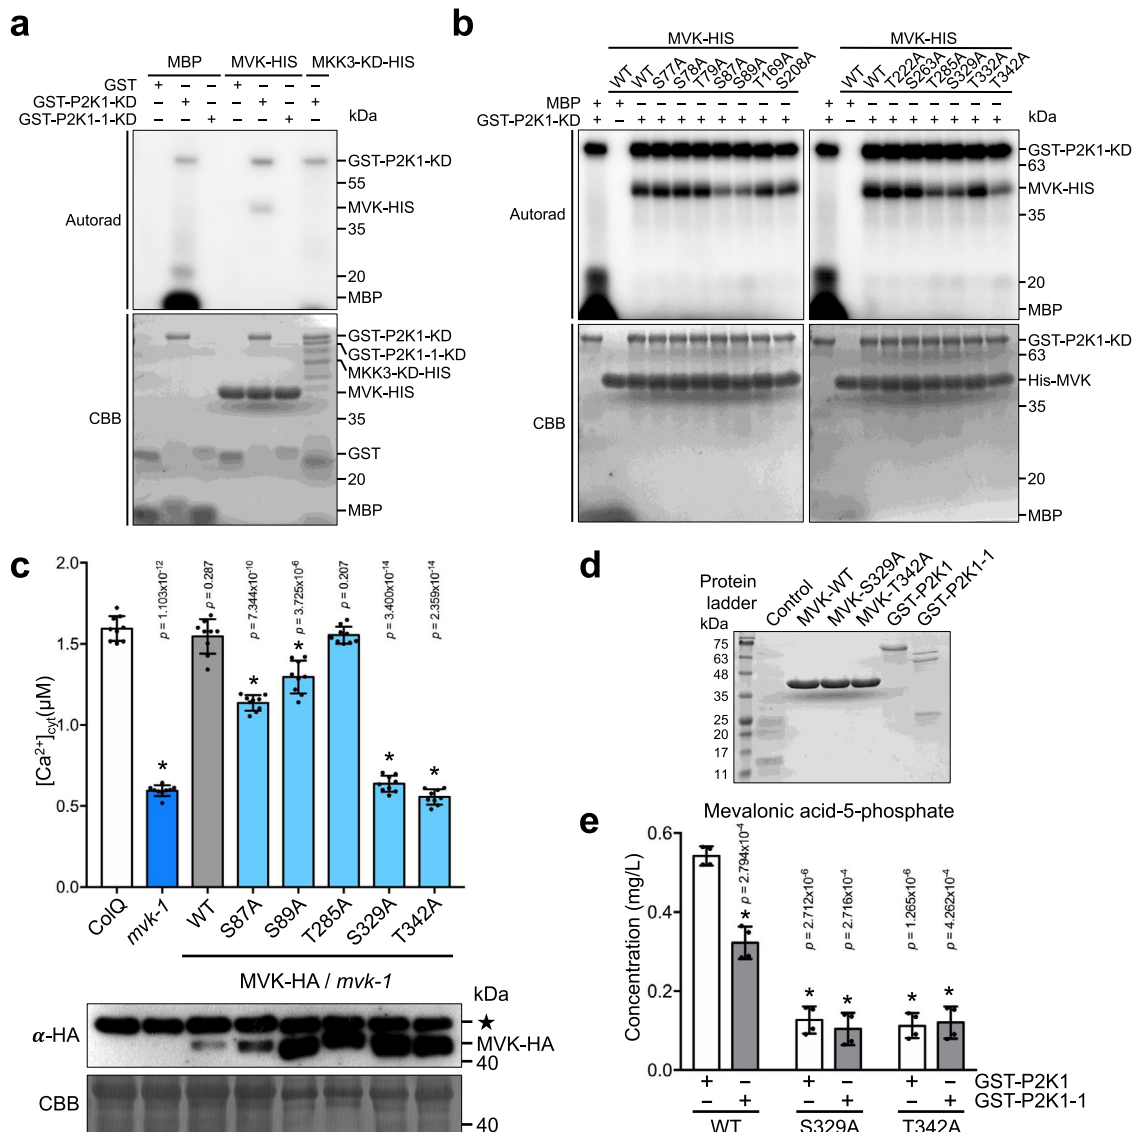 a
MBP MVK-HIS MKK3-KD-HIS
GST + − − + − − −
GST-P2K1-KD − + − − + − +
GST-P2K1-1-KD − − + − − + −
kDa
Autorad
GST-P2K1-KD
55
MVK-HIS
35
20
MBP
CBB
GST-P2K1-KD
GST-P2K1-1-KD
MKK3-KD-HIS
MVK-HIS
35
GST
20
MBP
b
MVK-HIS MVK-HIS
WT WT S77A S78A T79A S87A S89A T169A S208A
WT WT T222A S263A T285A S329A T332A T342A
MBP + + − − − − − − − − + − − − − − − − −
GST-P2K1-KD + − + + + + + + + + + − + + + + + + +
kDa
Autorad
GST-P2K1-KD
63
MVK-HIS
35
20
MBP
CBB
GST-P2K1-KD
63
His-MVK
35
20
MBP
c
[Ca²⁺]cyt(µM)
2.0
1.5
1.0
0.5
0.0
p = 1.103x10⁻¹²
p = 0.287
p = 7.344x10⁻¹⁰
p = 3.725x10⁻⁶
p = 0.207
p = 3.400x10⁻¹⁴
p = 2.359x10⁻¹⁴
* * * * *
ColQ mvk-1 WT S87A S89A T285A S329A T342A
MVK-HA / mvk-1
kDa
α-HA
★
MVK-HA
40
CBB
40
d
Protein ladder
kDa
Control MVK-WT MVK-S329A MVK-T342A GST-P2K1 GST-P2K1-1
75
63
48
35
25
20
17
11
e
Mevalonic acid-5-phosphate
Concentration (mg/L)
0.6
0.4
0.2
0.0
p = 2.794x10⁻⁴
p = 2.712x10⁻⁶
p = 2.716x10⁻⁴
p = 1.265x10⁻⁶
p = 4.262x10⁻⁴
* * * * *
+ − + − + − GST-P2K1
− + − + − + GST-P2K1-1
WT S329A T342A